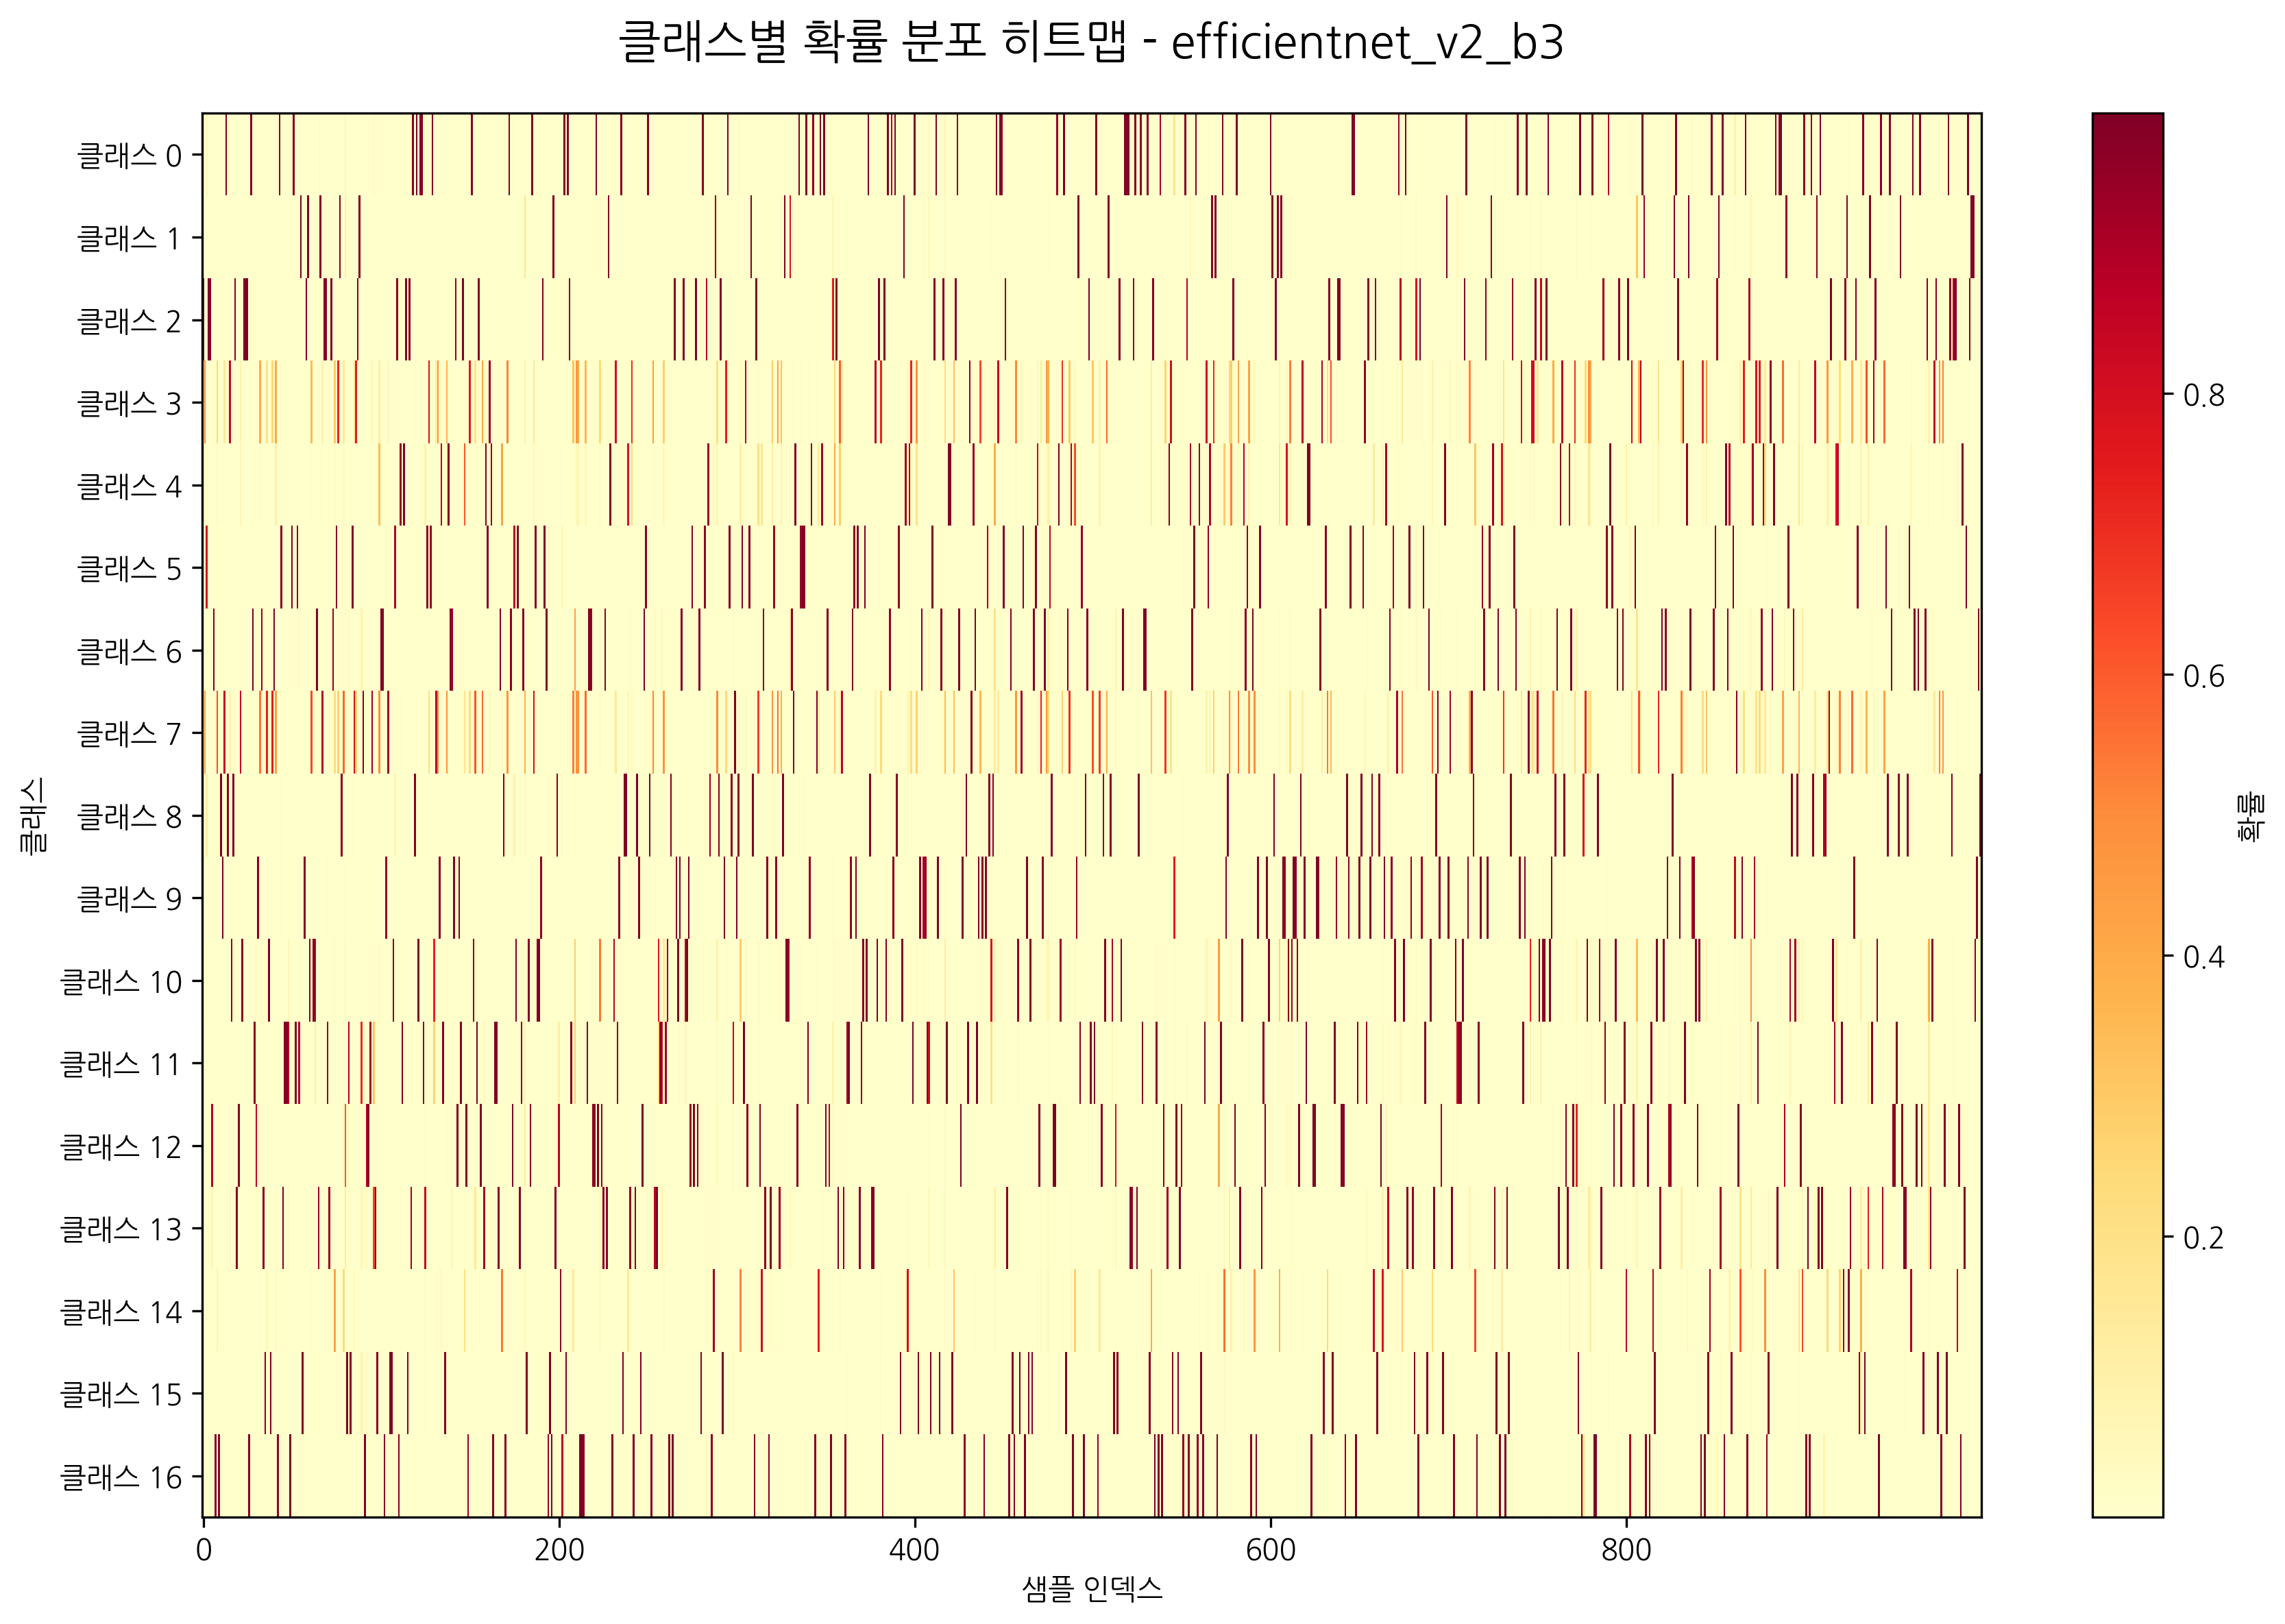 클래스별 확률 분포 히트맵 - efficientnet_v2_b3
클래스 0
클래스 1
클래스 2
클래스 3
클래스 4
클래스 5
클래스 6
클래스 7
클래스 8
클래스 9
클래스 10
클래스 11
클래스 12
클래스 13
클래스 14
클래스 15
클래스 16
클래스
0 200 400 600 800
샘플 인덱스
0.8
0.6
0.4
0.2
확률